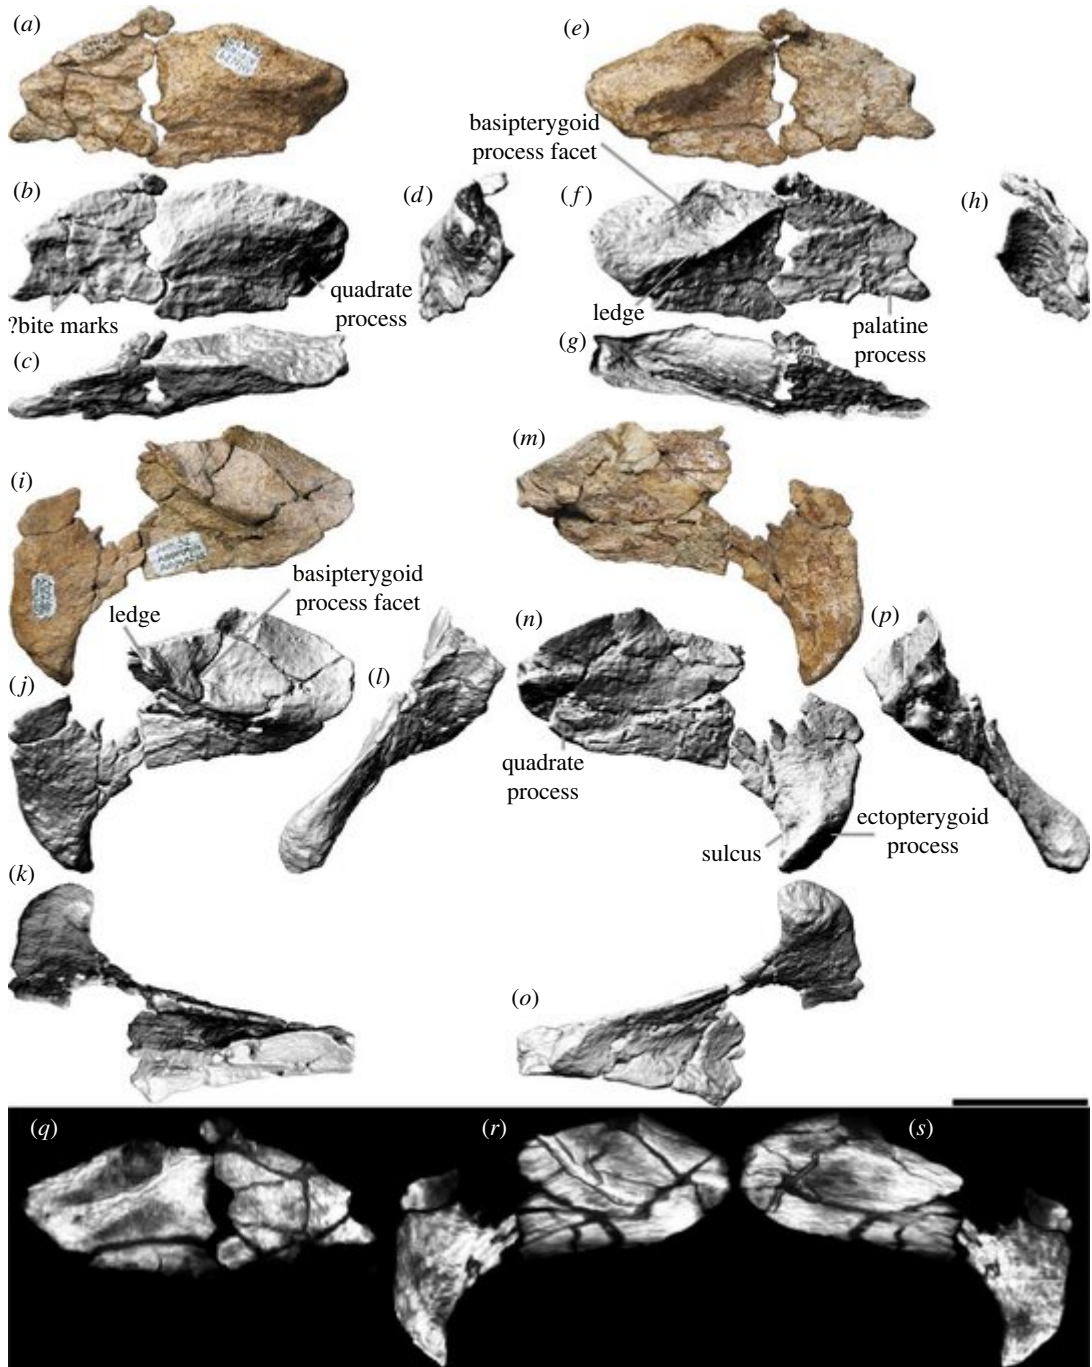 (a)
(e)
basipterygoid
process facet
(b)
(d)
(f)
(h)
quadrate
process
?bite marks
ledge
palatine
process
(c)
(g)
(i)
(m)
basipterygoid
process facet
ledge
(n)
(p)
(j)
(l)
quadrate
process
ectopterygoid
process
sulcus
(k)
(o)
(q)
(r)
(s)